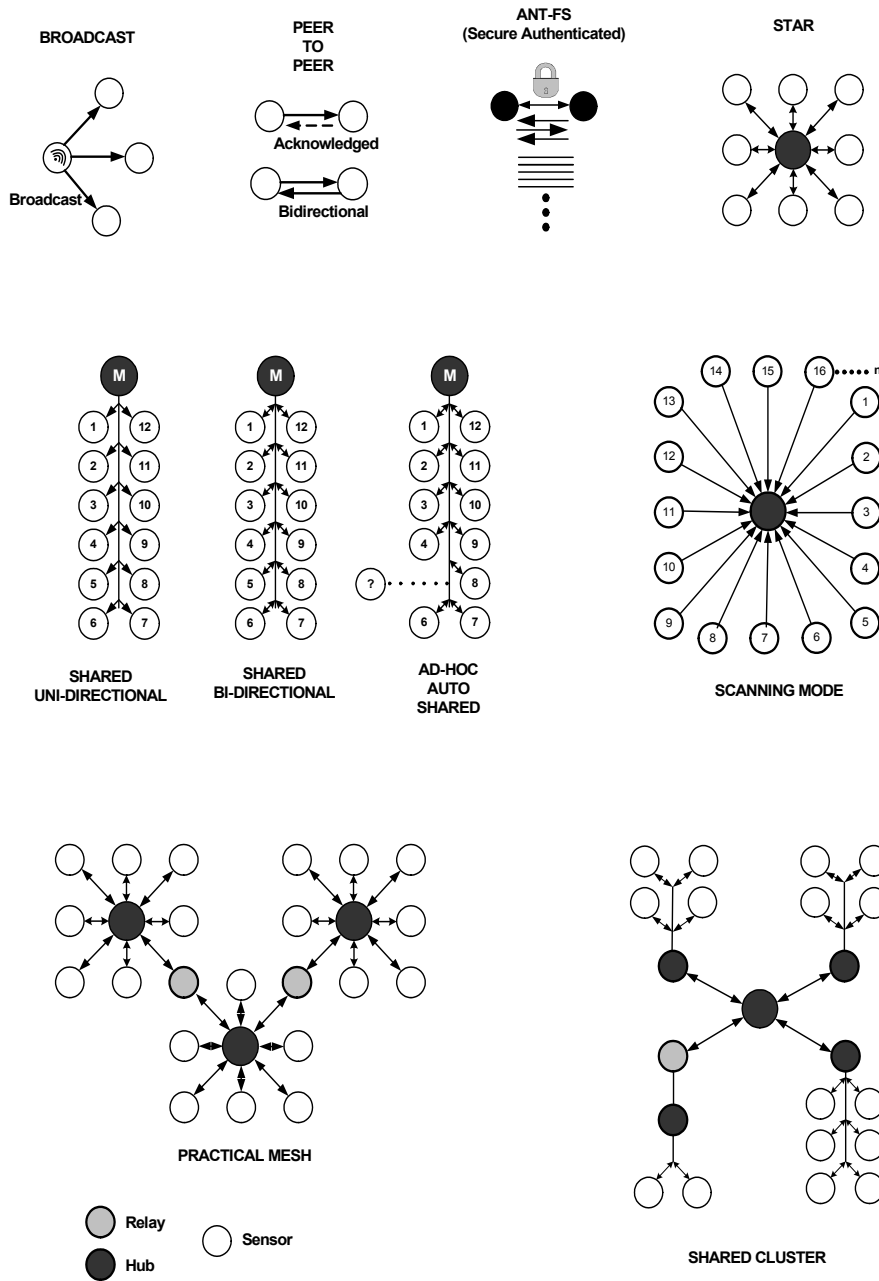 BROADCAST
Broadcast
PEER
TO
PEER
Acknowledged
Bidirectional
ANT-FS
(Secure Authenticated)
STAR
M
1 12
2 11
3 10
4 9
5 8
6 7
SHARED
UNI-DIRECTIONAL
M
1 12
2 11
3 10
4 9
5 8
6 7
SHARED
BI-DIRECTIONAL
M
1 12
2 11
3 10
4 9
? 8
6 7
AD-HOC
AUTO
SHARED
14 15 16 n
13 1
12 2
11 3
10 4
9 5
8 7 6
SCANNING MODE
PRACTICAL MESH
Relay
Hub
Sensor
SHARED CLUSTER